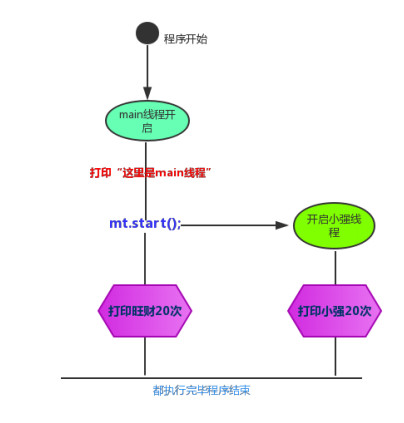 程序开始
main线程开
启
打印“这里是main线程”
mt.start();
开启小强线
程
打印旺财20次
打印小强20次
都执行完毕程序结束